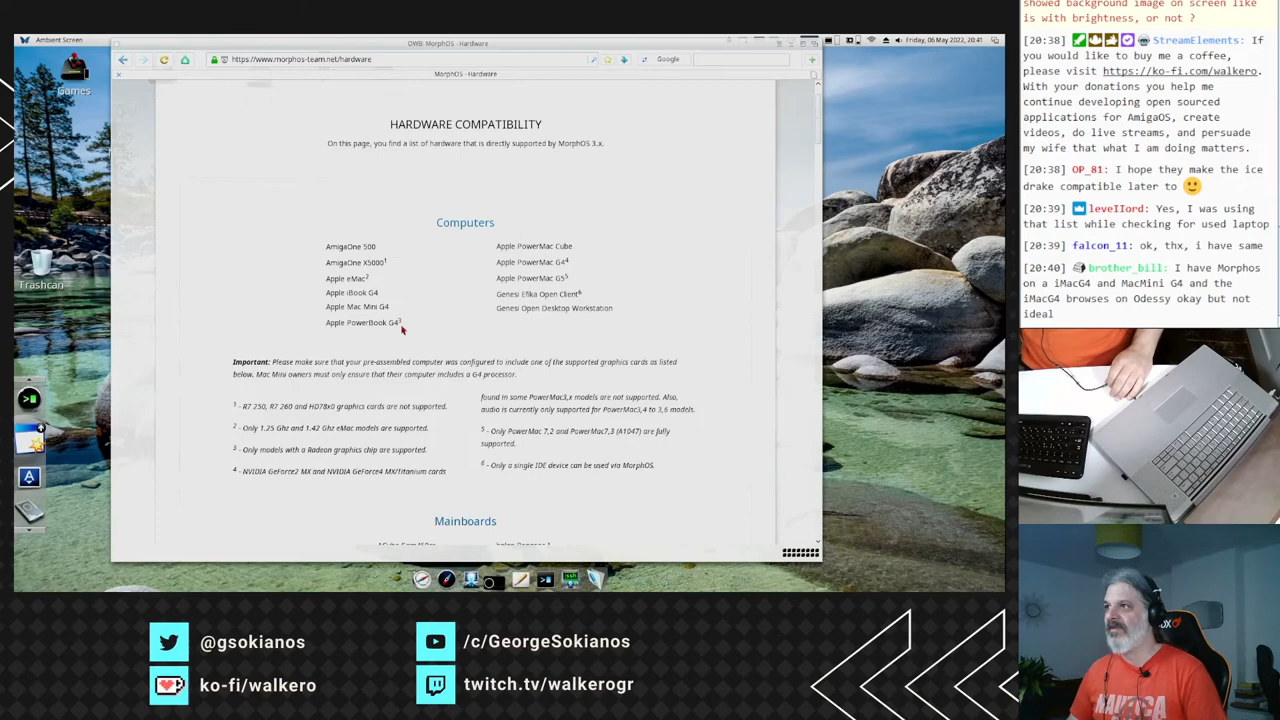 Ambient Screen
OWB: MorphOS - Hardware
Friday, 06 May 2022, 20:41
https://www.morphos-team.net/hardware
Google
MorphOS - Hardware
Games
Trashcan
HARDWARE COMPATIBILITY
On this page, you find a list of hardware that is directly supported by MorphOS 3.x.
Computers
AmigaOne 500
AmigaOne X5000¹
Apple eMac²
Apple iBook G4
Apple Mac Mini G4
Apple PowerBook G4³
Apple PowerMac Cube
Apple PowerMac G4⁴
Apple PowerMac G5⁵
Genesi Efika Open Client⁶
Genesi Open Desktop Workstation
Important: Please make sure that your pre-assembled computer was configured to include one of the supported graphics cards as listed
below. Mac Mini owners must only ensure that their computer includes a G4 processor.
¹ - R7 250, R7 260 and HD78x0 graphics cards are not supported.
² - Only 1.25 Ghz and 1.42 Ghz eMac models are supported.
³ - Only models with a Radeon graphics chip are supported.
⁴ - NVIDIA GeForce2 MX and NVIDIA GeForce4 MX/Titanium cards
found in some PowerMac3,x models are not supported. Also,
audio is currently only supported for PowerMac3,4 to 3,6 models.
⁵ - Only PowerMac 7,2 and PowerMac7,3 (A1047) are fully
supported.
⁶ - Only a single IDE device can be used via MorphOS.
Mainboards
showed background image on screen like
is with brightness, or not ?
[20:38] StreamElements: If
you would like to buy me a coffee,
please visit https://ko-fi.com/walkero.
With your donations you help me
continue developing open sourced
applications for AmigaOS, create
videos, do live streams, and persuade
my wife that what I am doing matters.
[20:38] OP_81: I hope they make the ice
drake compatible later to
[20:39] leveIIord: Yes, I was using
that list while checking for used laptop
[20:39] falcon_11: ok, thx, i have same
[20:40] brother_bill: I have Morphos
on a iMacG4 and MacMini G4 and the
iMacG4 browses on Odessy okay but not
ideal
@gsokianos
/c/GeorgeSokianos
ko-fi/walkero
twitch.tv/walkerogr